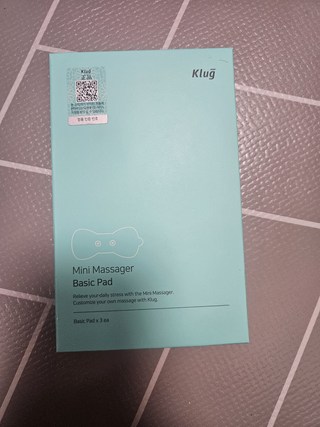 Klug
Klug
Mini Massager
Basic Pad
Relieve your daily stress with the Mini Massager.
Customise your own massage with Klug.
Basic Pad x 3 ea